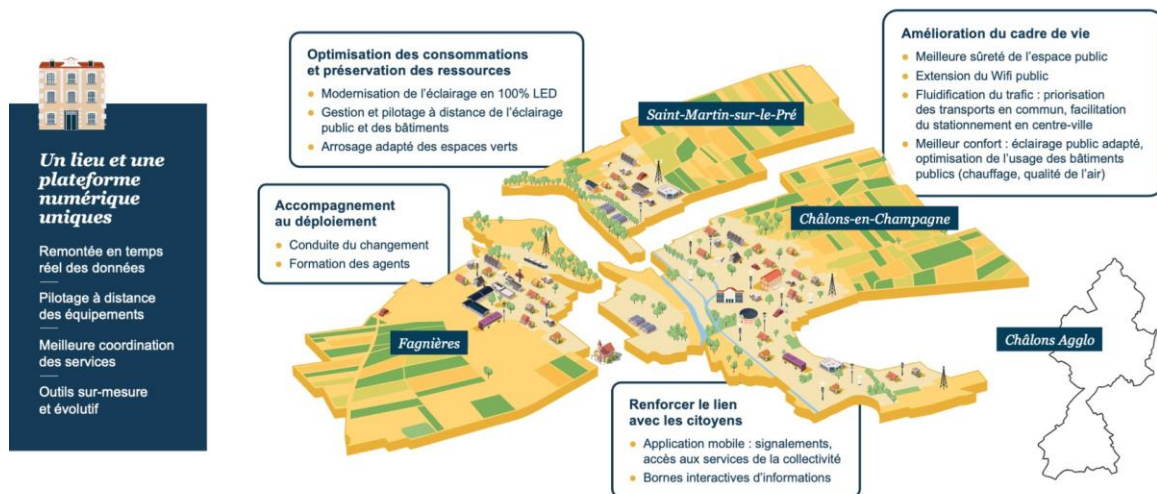 Un lieu et une
plateforme
numérique
uniques
Remontée en temps
réel des données
Pilotage à distance
des équipements
Meilleure coordination
des services
Outils sur-mesure
et évolutif
Optimisation des consommations
et préservation des ressources
Modernisation de l'éclairage en 100% LED
Gestion et pilotage à distance de l'éclairage
public et des bâtiments
Arrosage adapté des espaces verts
Accompagnement
au déploiement
Conduite du changement
Formation des agents
Saint-Martin-sur-le-Pré
Amélioration du cadre de vie
Meilleure sûreté de l'espace public
Extension du Wifi public
Fluidification du trafic : priorisation
des transports en commun, facilitation
du stationnement en centre-ville
Meilleur confort : éclairage public adapté,
optimisation de l'usage des bâtiments
publics (chauffage, qualité de l'air)
Châlons-en-Champagne
Fagnières
Châlons Agglo
Renforcer le lien
avec les citoyens
Application mobile : signalements,
accès aux services de la collectivité
Bornes interactives d'informations